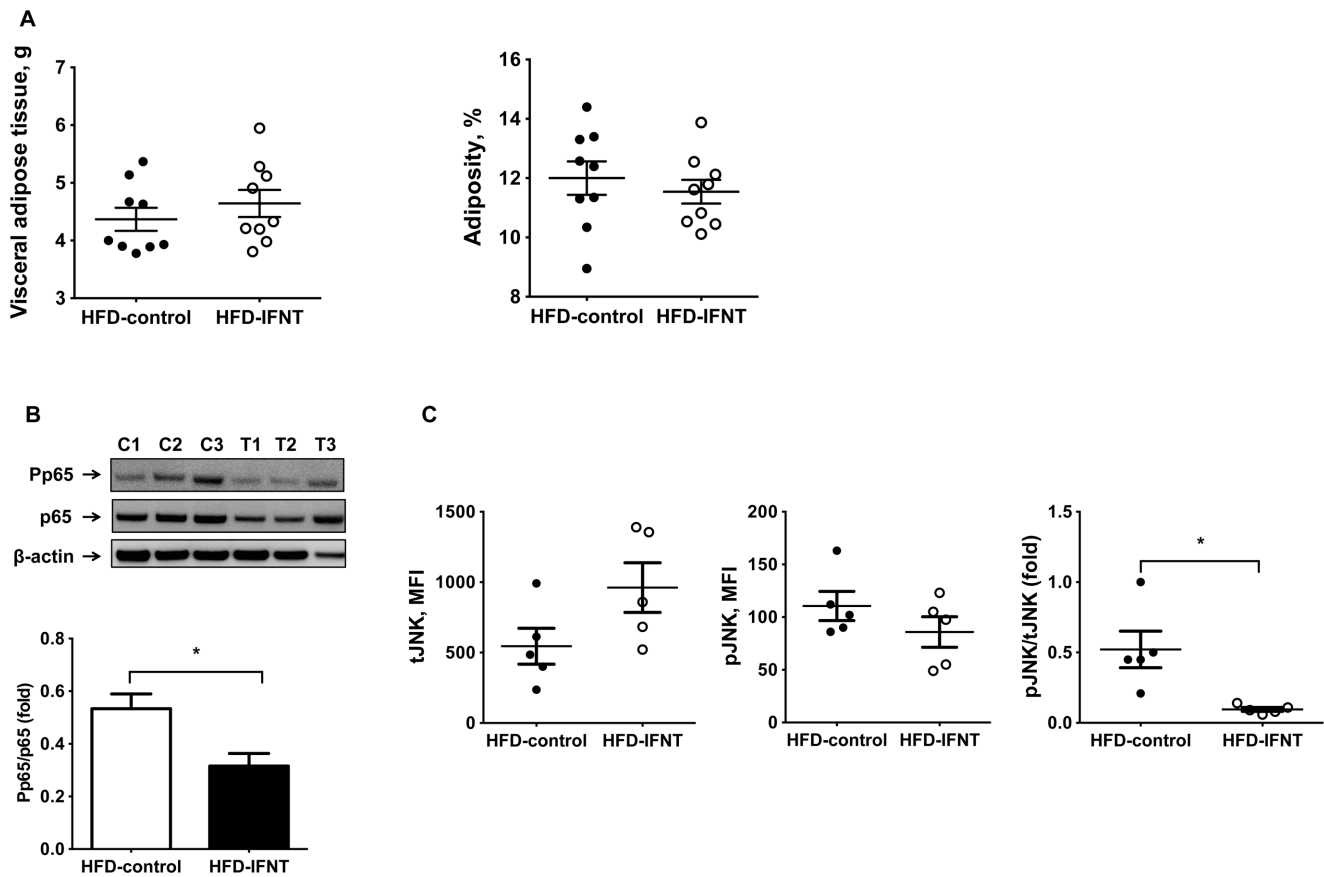 A
Visceral adipose tissue, g
7
6
5
4
3
HFD-control HFD-IFNT
Adiposity, %
16
14
12
10
8
HFD-control HFD-IFNT
B
C1 C2 C3 T1 T2 T3
Pp65
p65
β-actin
Pp65/p65 (fold)
0.8
0.6
0.4
0.2
0.0
*
HFD-control HFD-IFNT
C
tJNK, MFI
1500
1000
500
0
HFD-control HFD-IFNT
pJNK, MFI
200
150
100
50
0
HFD-control HFD-IFNT
pJNK/tJNK (fold)
1.5
1.0
0.5
0.0
*
HFD-control HFD-IFNT